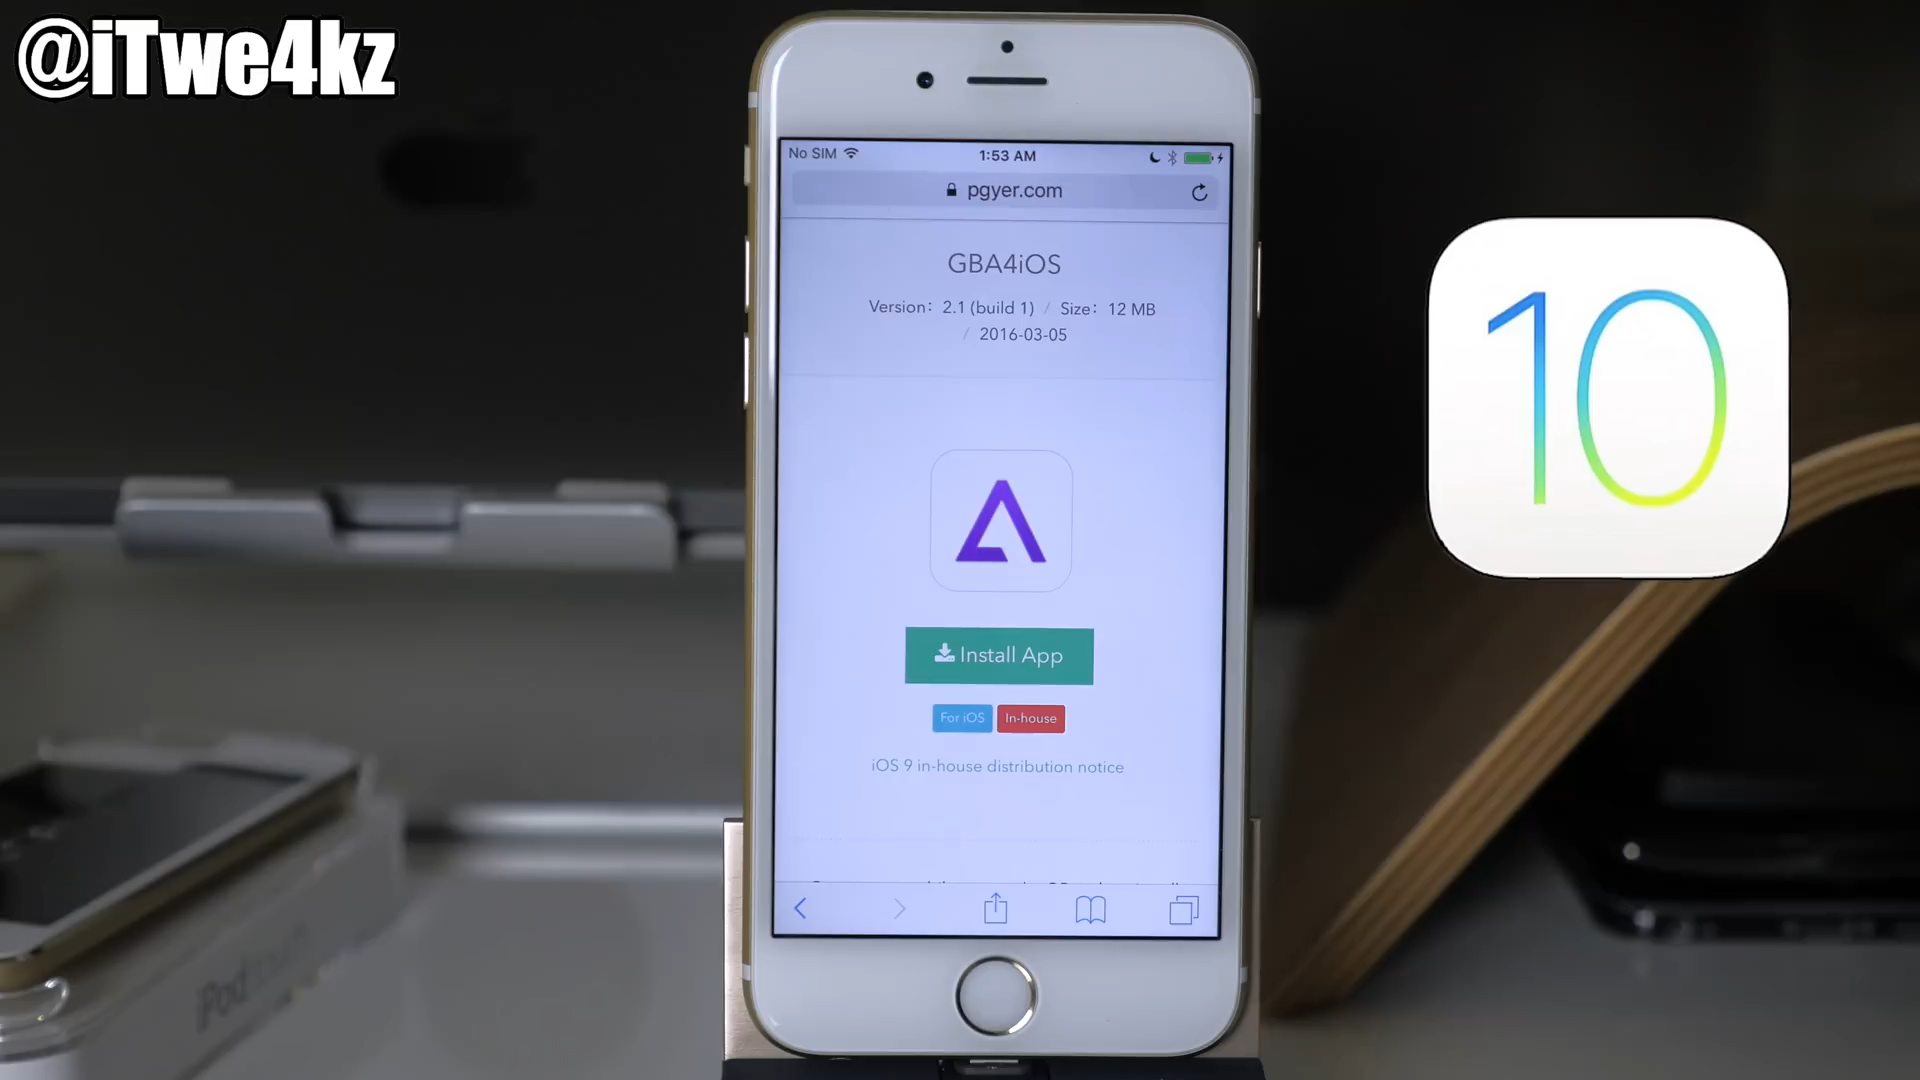 @iTwe4kz
No SIM
1:53 AM
pgyer.com
GBA4iOS
Version: 2.1 (build 1) / Size: 12 MB
/ 2016-03-05
Install App
For iOS
In-house
iOS 9 in-house distribution notice
10
iPod